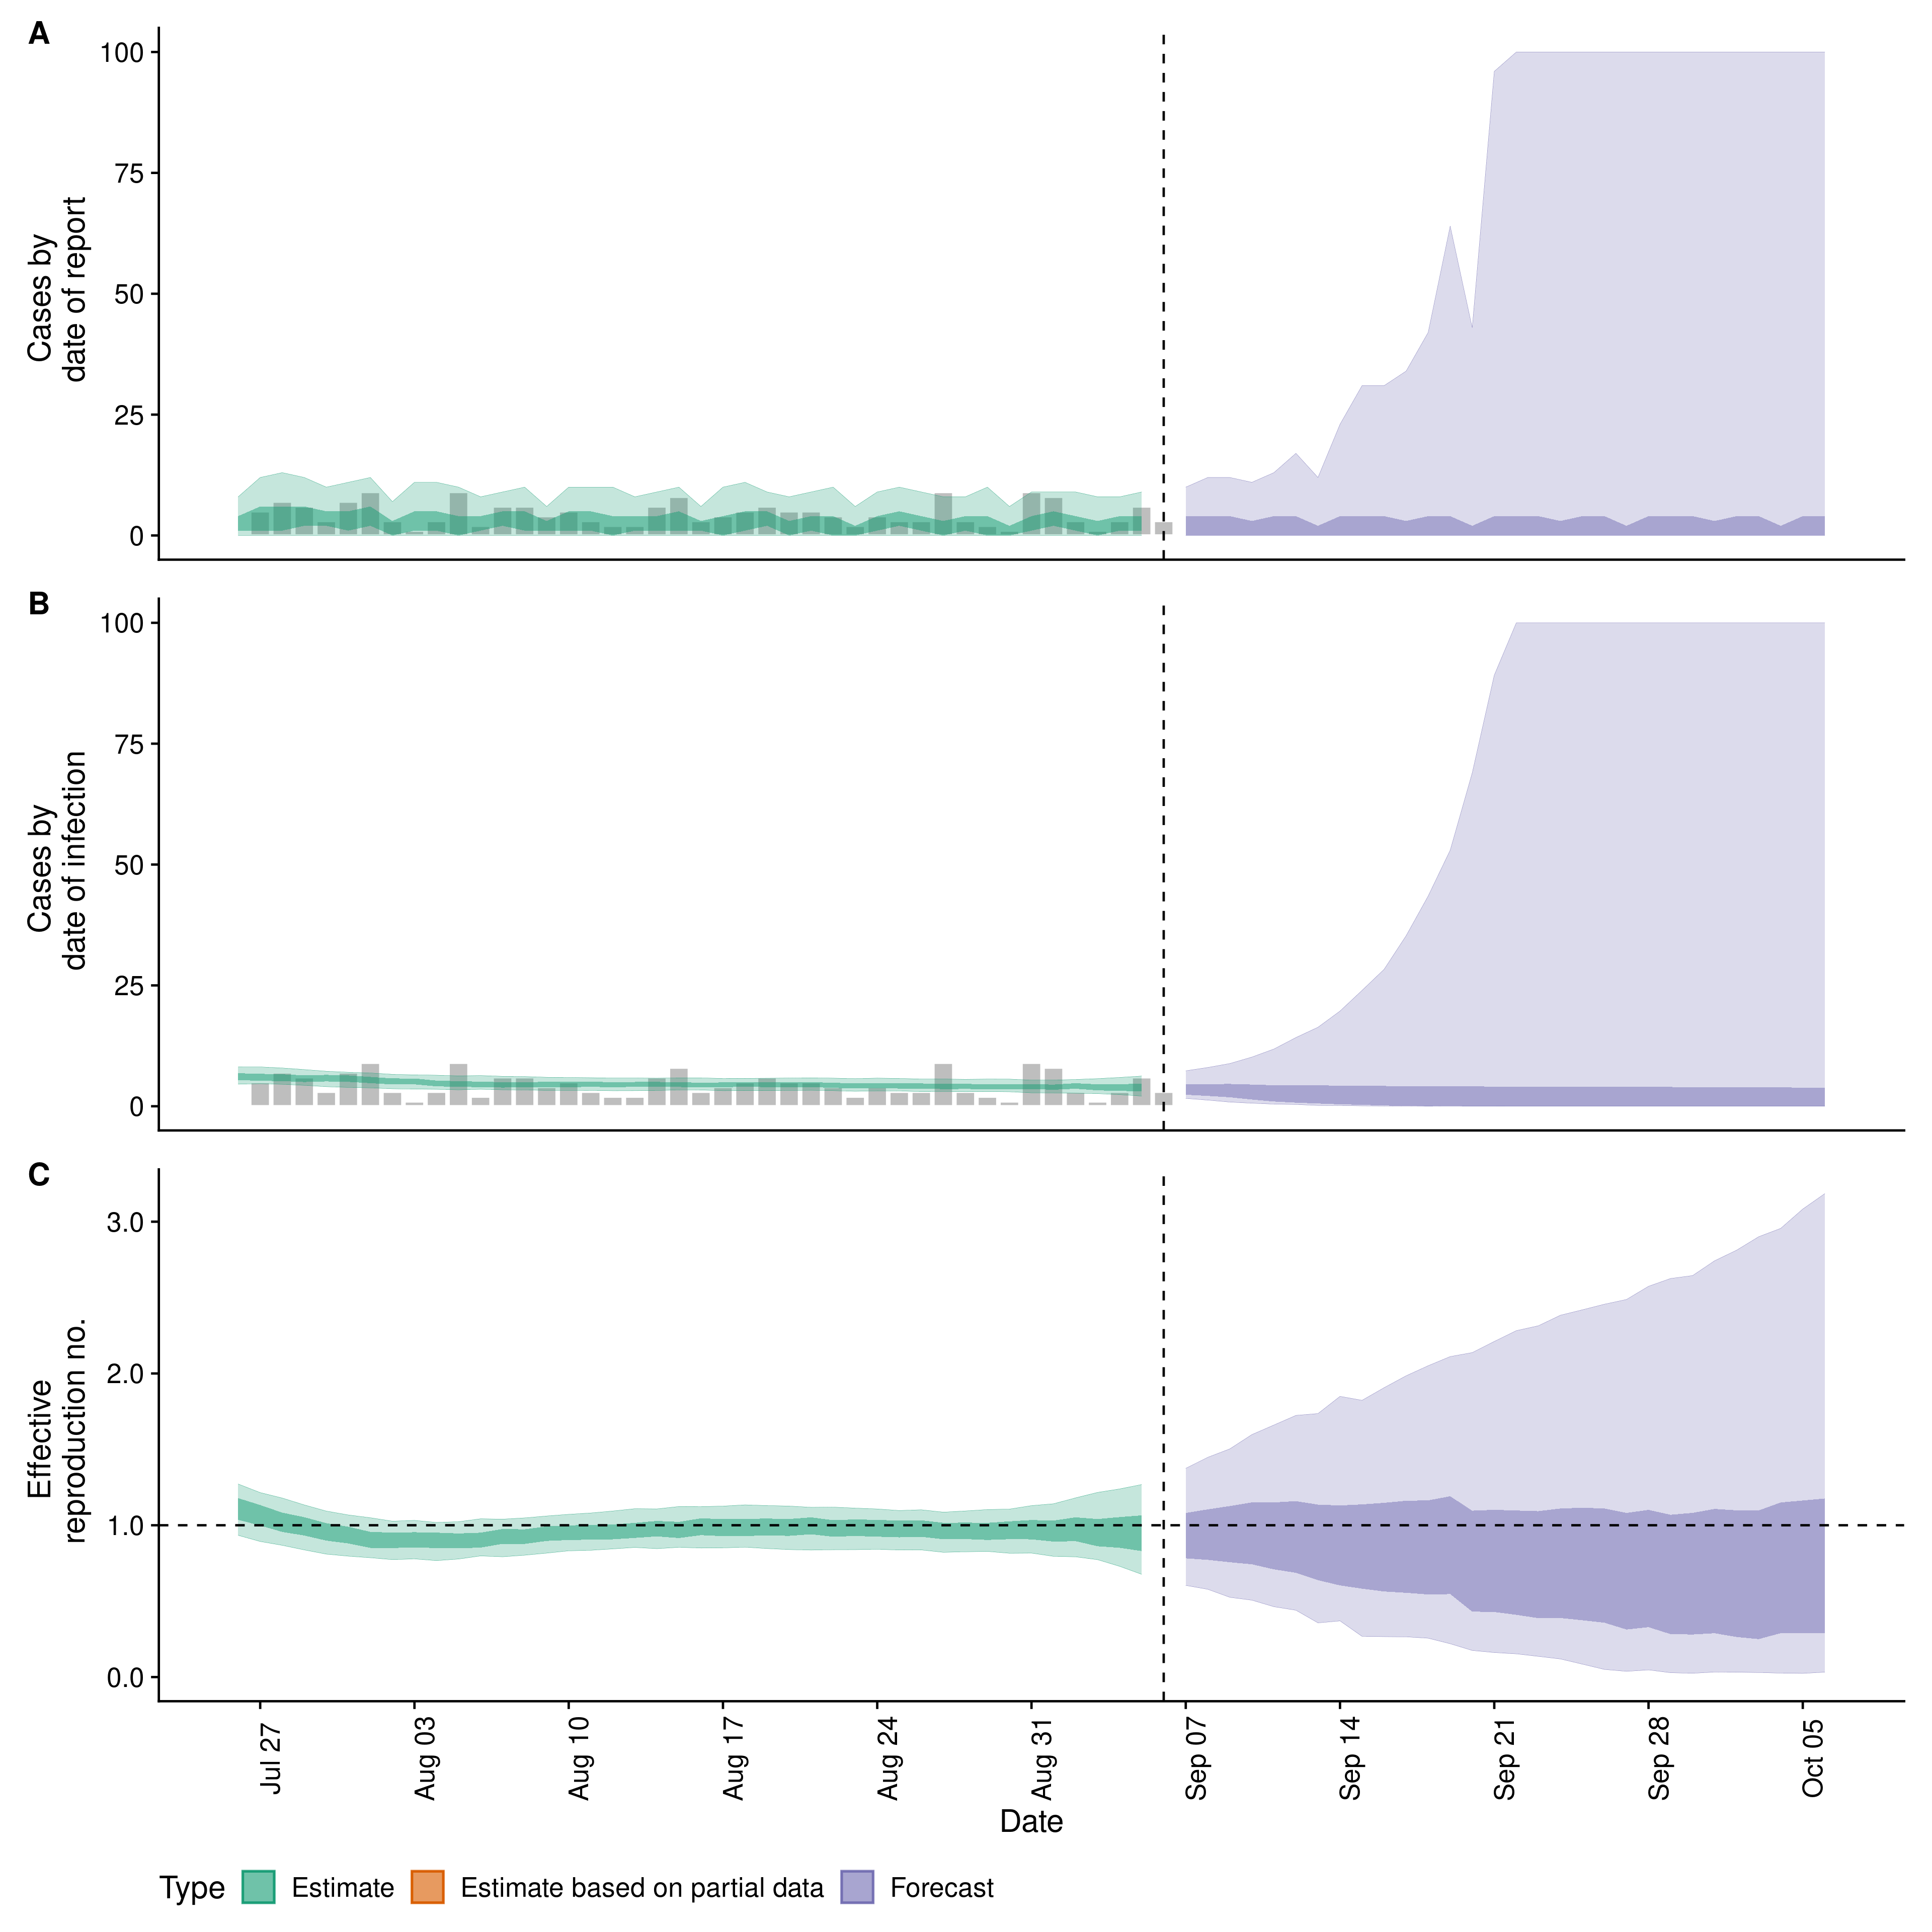 A
Cases by
date of report
100
75
50
25
0
B
Cases by
date of infection
100
75
50
25
0
C
Effective
reproduction no.
3.0
2.0
1.0
0.0
Jul 27
Aug 03
Aug 10
Aug 17
Aug 24
Aug 31
Sep 07
Sep 14
Sep 21
Sep 28
Oct 05
Date
Type Estimate Estimate based on partial data Forecast